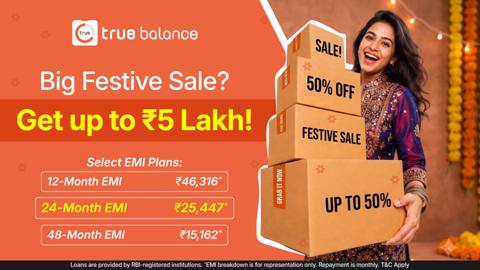 true
true balance
Big Festive Sale?
Get up to ₹5 Lakh!
Select EMI Plans:
12-Month EMI ₹46,316*
24-Month EMI ₹25,447*
48-Month EMI ₹15,162*
SALE!
50% OFF
FESTIVE SALE
GRAB IT NOW
UP TO 50%
Loans are provided by RBI-registered institutions. *EMI breakdown is for representation only. Repayment is monthly. T&C Apply